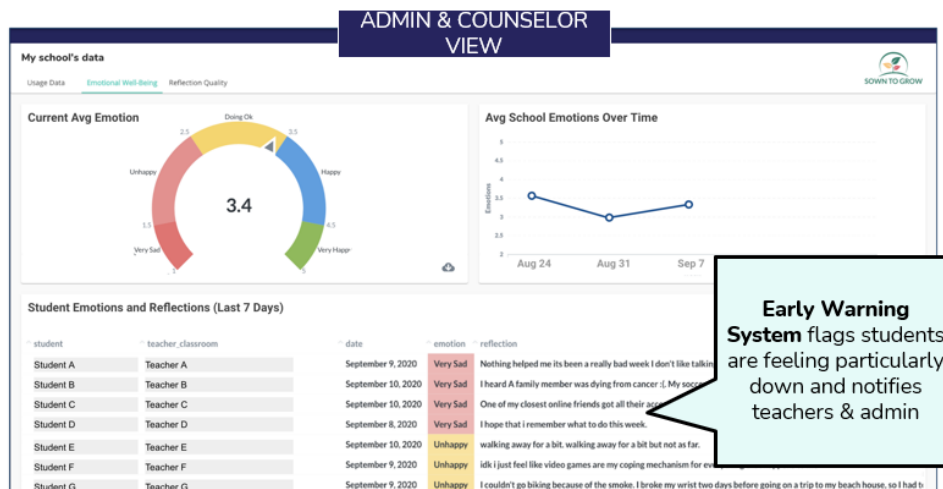 ADMIN & COUNSELOR
VIEW
My school's data
Usage Data Emotional Well-Being Reflection Quality
SOWN TO GROW
Current Avg Emotion
Doing Ok
2.5
3.5
Unhappy
Happy
3.4
1.5
4.5
Very Sad
Very Happ
1
5
Avg School Emotions Over Time
Emotions
5
4.5
4
3.5
3
2.5
2
Aug 24 Aug 31 Sep 7
Early Warning
System flags students
are feeling particularly
down and notifies
teachers & admin
Student Emotions and Reflections (Last 7 Days)
student teacher_classroom date emotion reflection
Student A Teacher A September 9, 2020 Very Sad Nothing helped me its been a really bad week I don't like talkin
Student B Teacher B September 10, 2020 Very Sad I heard A family member was dying from cancer :(. My socc
Student C Teacher C September 10, 2020 Very Sad One of my closest online friends got all their acc
Student D Teacher D September 8, 2020 Very Sad I hope that i remember what to do this week.
Student E Teacher E September 10, 2020 Unhappy walking away for a bit. walking away for a bit but not as far.
Student F Teacher F September 9, 2020 Unhappy idk i just feel like video games are my coping mechanism for
Student G Teacher G September 9, 2020 Unhappy I couldn't go biking because of the smoke. I broke my wrist two days before going on a trip to my beach house, so I had t